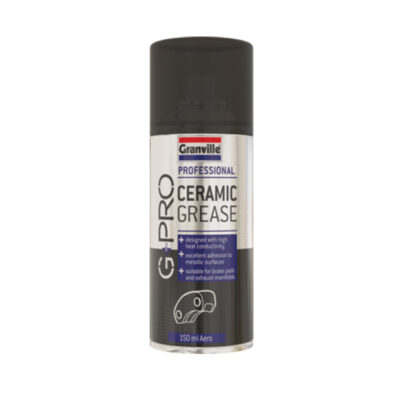 Granville
PROFESSIONAL
G+PRO
CERAMIC
GREASE
+ designed with high
heat conductivity
+ excellent adhesion to
metallic surfaces
+ suitable for brake pads
and exhaust manifolds
150 ml Aero